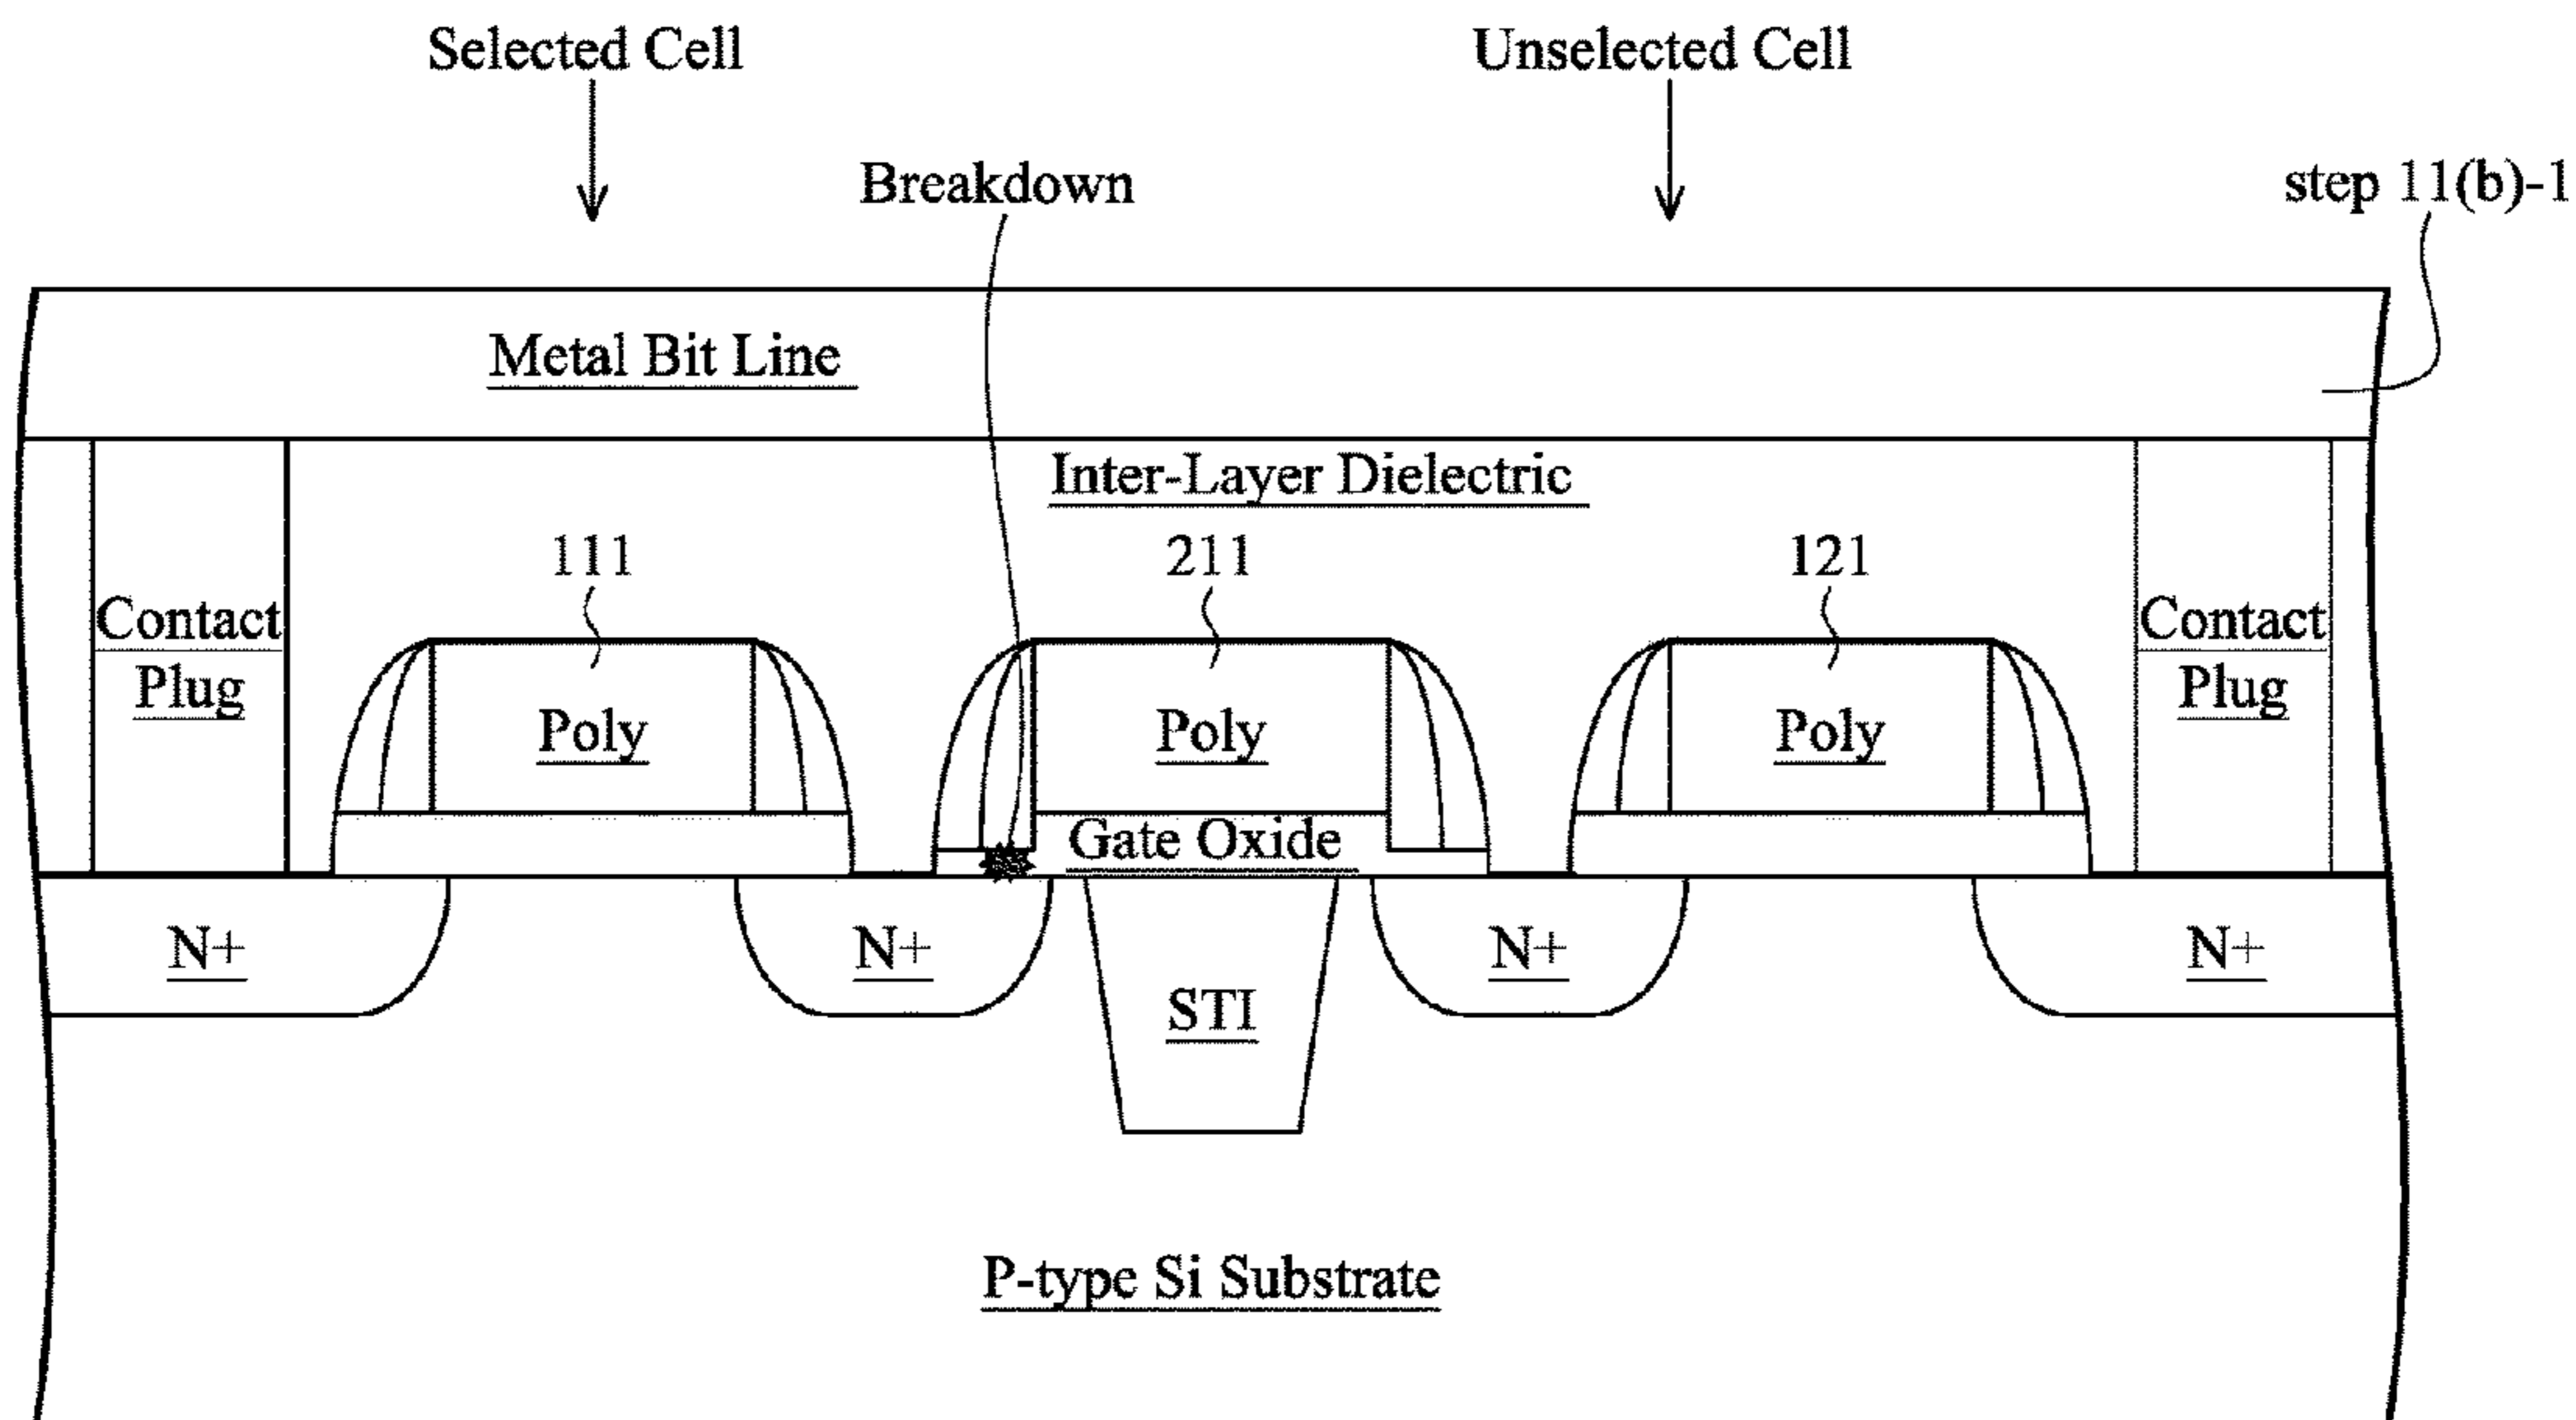 Selected Cell
Unselected Cell
Breakdown
step 11(b)-1
Metal Bit Line
Inter-Layer Dielectric
111
211
121
Contact
Plug
Contact
Plug
Poly
Poly
Poly
Gate Oxide
N+
N+
N+
N+
STI
P-type Si Substrate